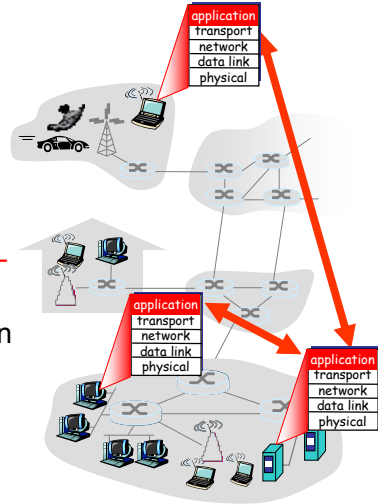 application
transport
network
data link
physical
n
application
transport
network
data link
physical
application
transport
network
data link
physical